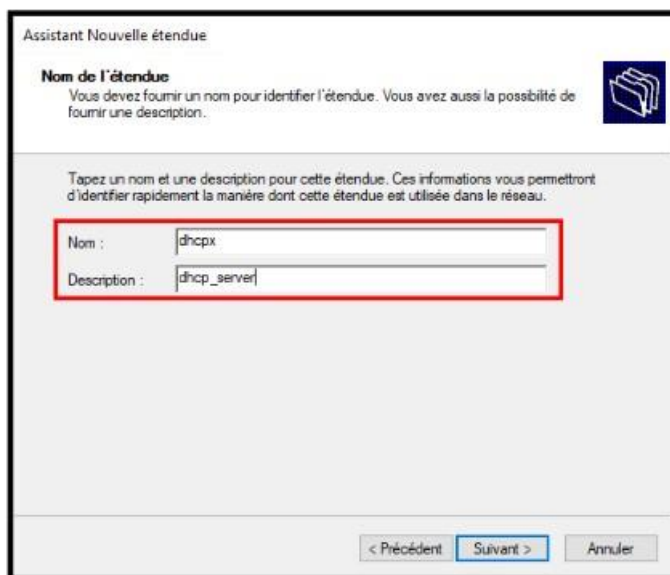 Assistant Nouvelle étendue
Nom de l'étendue
Vous devez fournir un nom pour identifier l'étendue. Vous avez aussi la possibilité de
fournir une description.
Tapez un nom et une description pour cette étendue. Ces informations vous permettront
d'identifier rapidement la manière dont cette étendue est utilisée dans le réseau.
Nom : dhcpx
Description : dhcp_server
< Précédent Suivant > Annuler